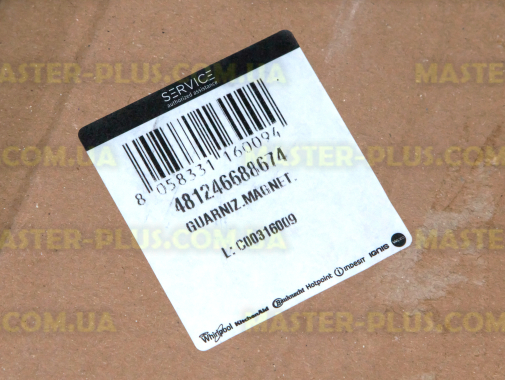 MASTER-PLUS.COM.UA
SERVICE
authorized assistance
8 058331 160094
481246688674
GUARNIZ.MAGNET.
L: C00316009
Whirlpool KitchenAid Bauknecht Hotpoint INDESIT IGNIS